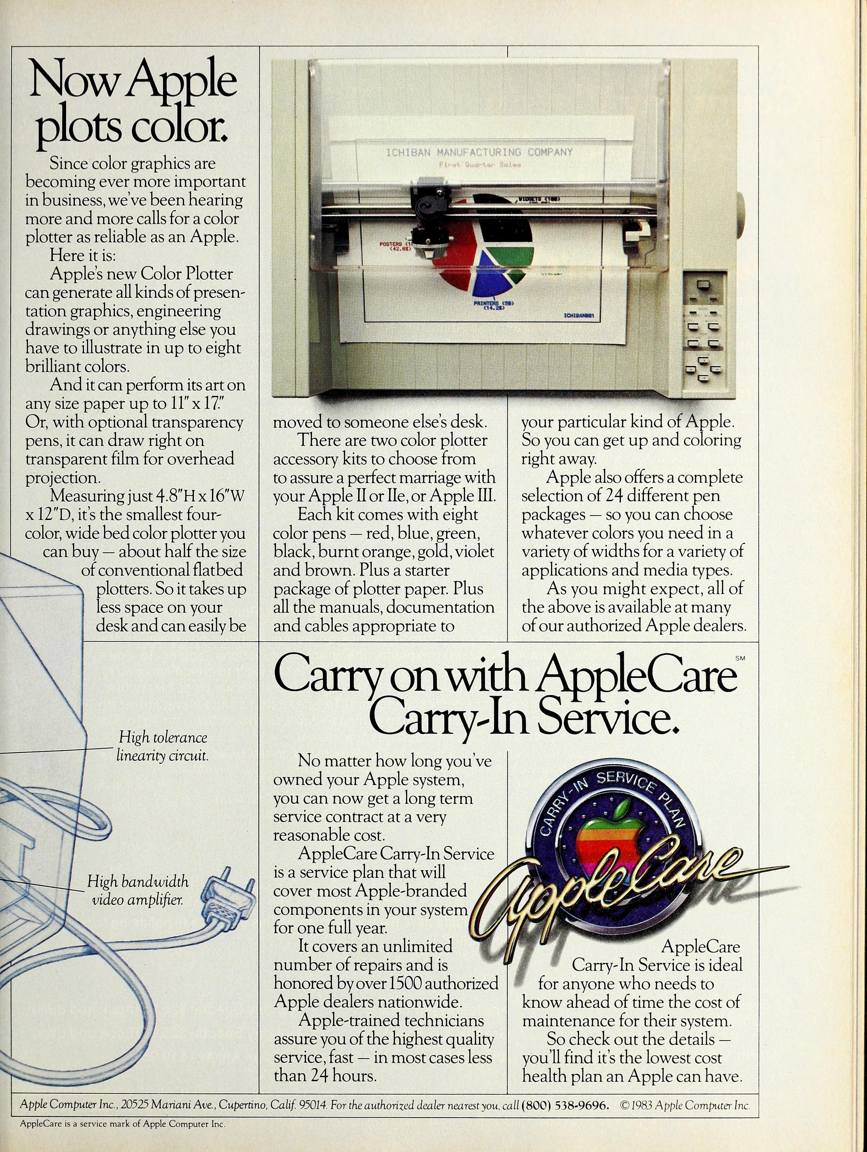 Now Apple
plots color.
Since color graphics are
becoming ever more important
in business, we've been hearing
more and more calls for a color
plotter as reliable as an Apple.
Here it is:
Apple's new Color Plotter
can generate all kinds of presen-
tation graphics, engineering
drawings or anything else you
have to illustrate in up to eight
brilliant colors.
And it can perform its art on
any size paper up to 11" x 17."
Or, with optional transparency
pens, it can draw right on
transparent film for overhead
projection.
Measuring just 4.8"H x 16"W
x 12"D, it's the smallest four-
color, wide bed color plotter you
can buy — about half the size
of conventional flatbed
plotters. So it takes up
less space on your
desk and can easily be
ICHIBAN MANUFACTURING COMPANY
First Quarter Sales
WIDGETS
POSTERS
(42.8%)
PRINTERS (20)
(14.2%)
ICHIBAN001
moved to someone else's desk.
There are two color plotter
accessory kits to choose from
to assure a perfect marriage with
your Apple II or IIe, or Apple III.
Each kit comes with eight
color pens — red, blue, green,
black, burnt orange, gold, violet
and brown. Plus a starter
package of plotter paper. Plus
all the manuals, documentation
and cables appropriate to
your particular kind of Apple.
So you can get up and coloring
right away.
Apple also offers a complete
selection of 24 different pen
packages — so you can choose
whatever colors you need in a
variety of widths for a variety of
applications and media types.
As you might expect, all of
the above is available at many
of our authorized Apple dealers.
High tolerance
linearity circuit.
High bandwidth
video amplifier.
Carry on with AppleCare℠
Carry-In Service.
No matter how long you've
owned your Apple system,
you can now get a long term
service contract at a very
reasonable cost.
AppleCare Carry-In Service
is a service plan that will
cover most Apple-branded
components in your system
for one full year.
It covers an unlimited
number of repairs and is
honored by over 1500 authorized
Apple dealers nationwide.
Apple-trained technicians
assure you of the highest quality
service, fast — in most cases less
than 24 hours.
CARRY-IN SERVICE PLAN
AppleCare
AppleCare
Carry-In Service is ideal
for anyone who needs to
know ahead of time the cost of
maintenance for their system.
So check out the details —
you'll find it's the lowest cost
health plan an Apple can have.
Apple Computer Inc., 20525 Mariani Ave., Cupertino, Calif. 95014. For the authorized dealer nearest you, call (800) 538-9696. © 1983 Apple Computer Inc.
AppleCare is a service mark of Apple Computer Inc.